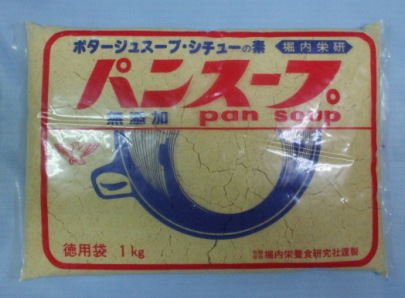 ポタージュスープ・シチューの素
堀内栄研
パンスープ
無添加
pan soup
徳用袋 1kg
堀内栄養食研究社謹製